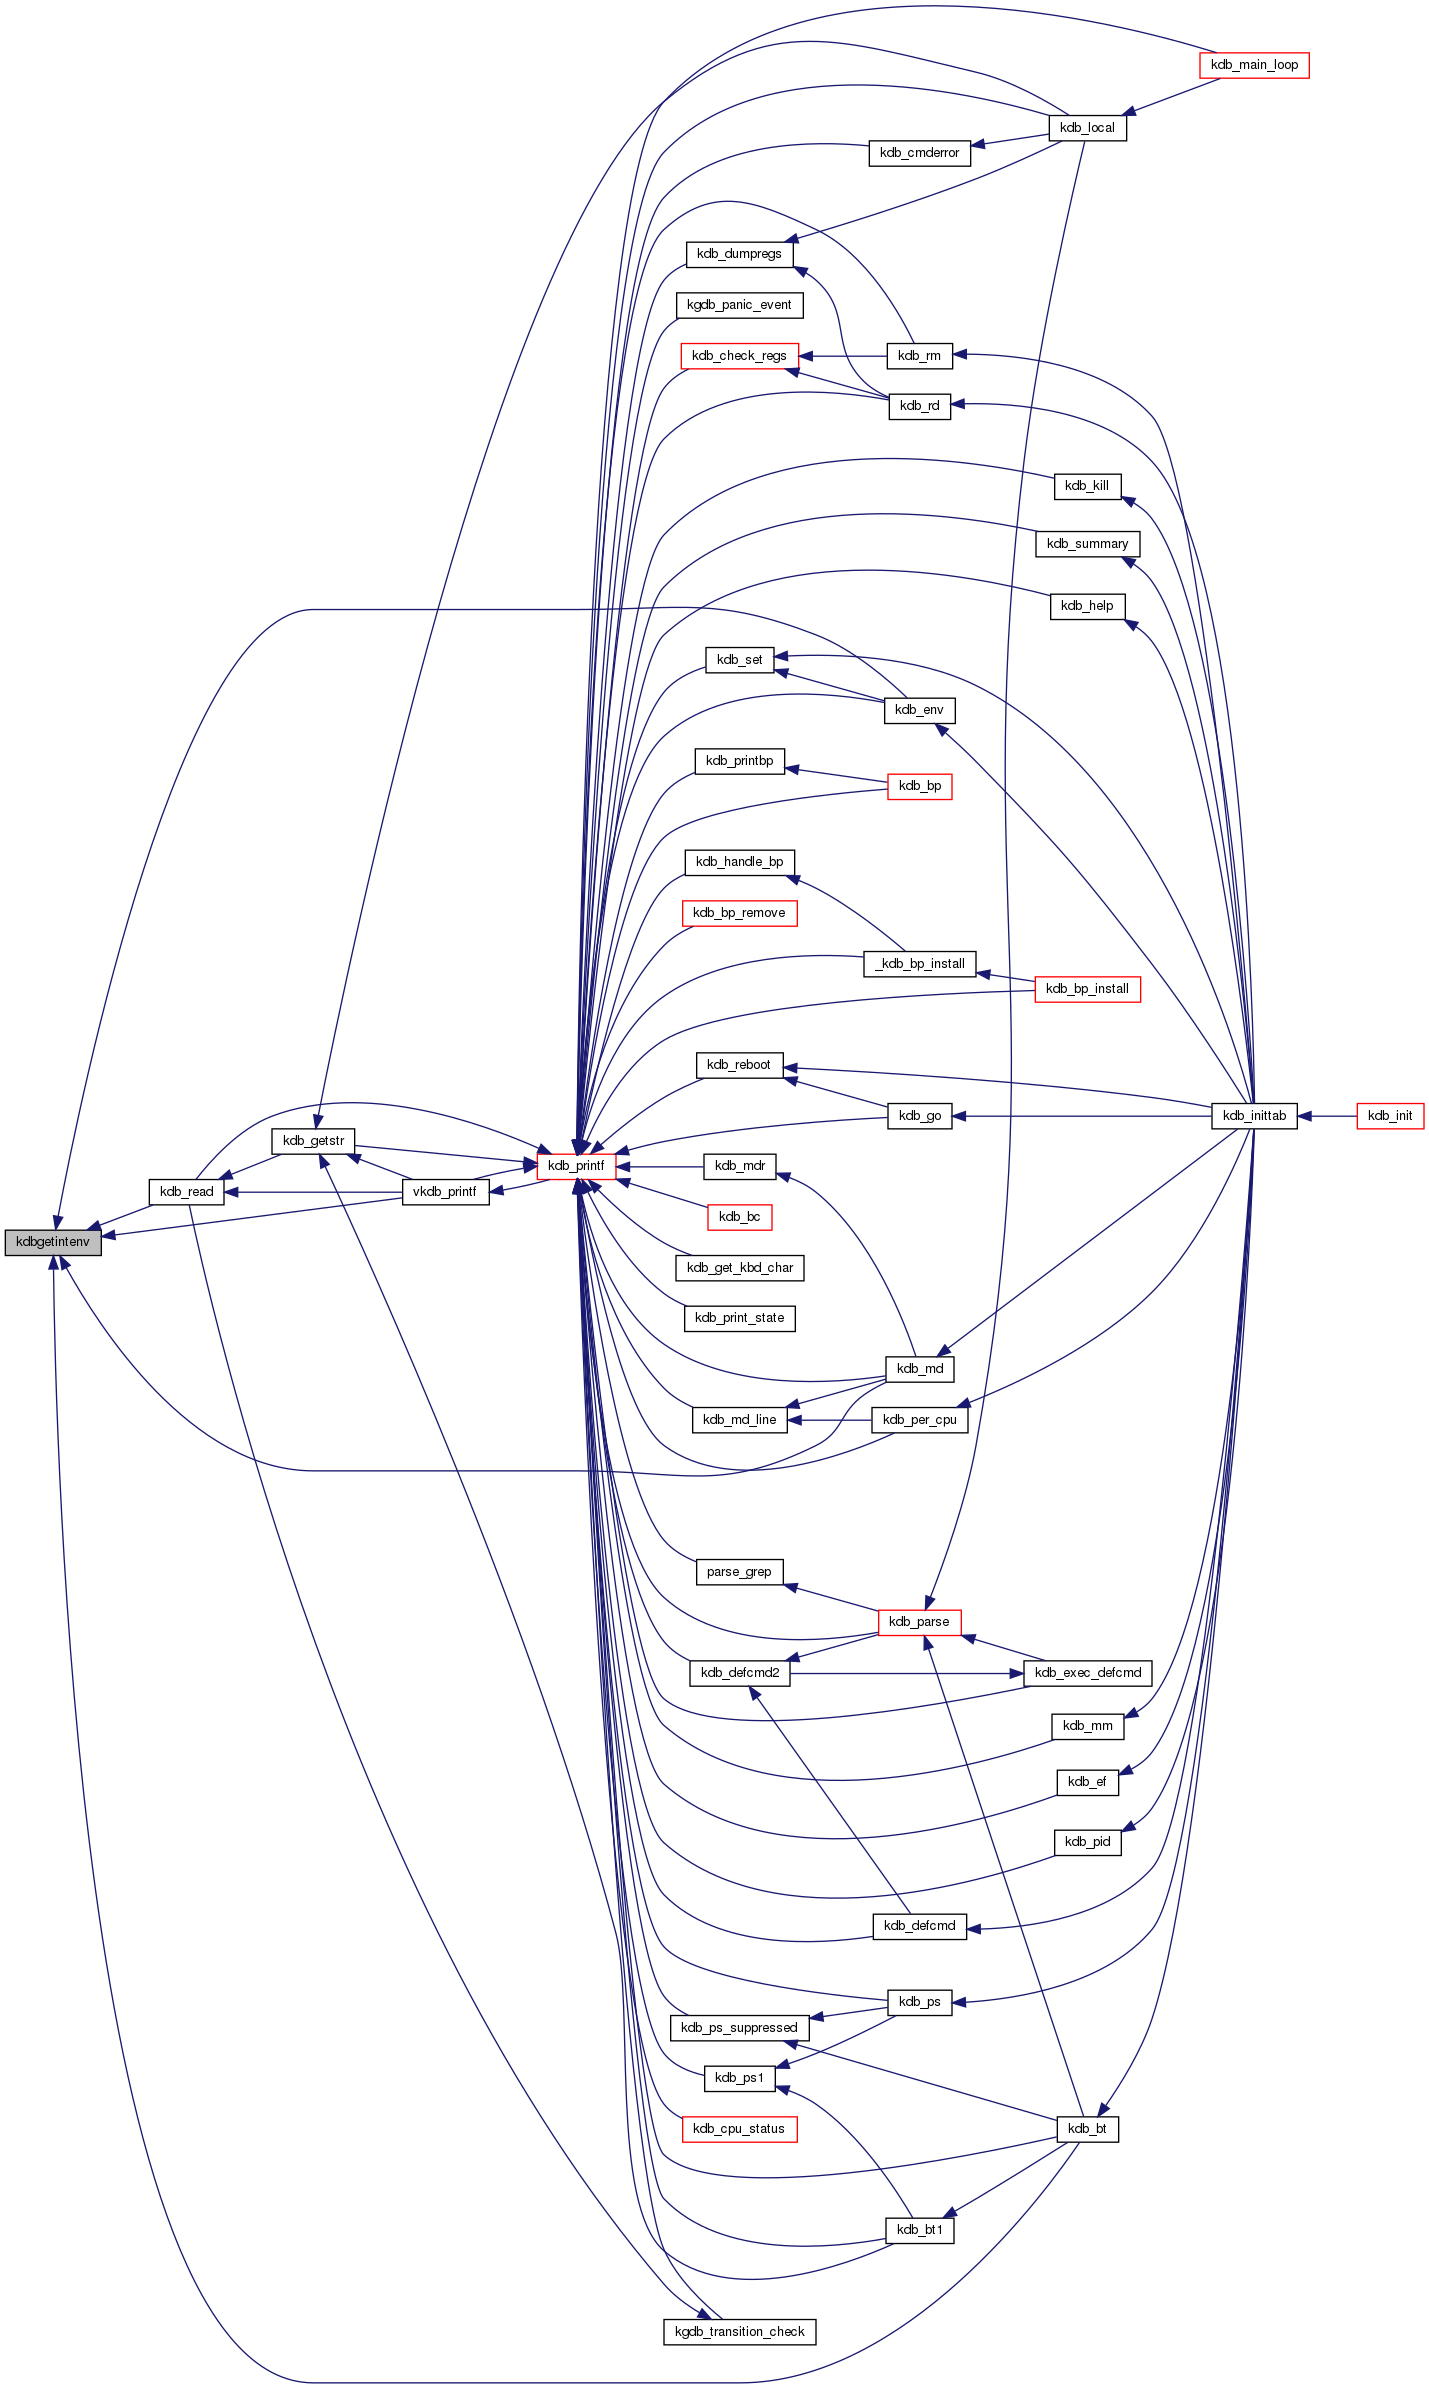 kdb_main_loop
kdb_local
kdb_cmderror
kdb_dumpregs
kgdb_panic_event
kdb_check_regs
kdb_rm
kdb_rd
kdb_kill
kdb_summary
kdb_help
kdb_set
kdb_env
kdb_printbp
kdb_bp
kdb_handle_bp
kdb_bp_remove
_kdb_bp_install
kdb_bp_install
kdb_reboot
kdb_go
kdb_inittab
kdb_init
kdb_getstr
kdb_printf
kdb_mdr
kdb_read
vkdb_printf
kdb_bc
kdbgetintenv
kdb_get_kbd_char
kdb_print_state
kdb_md
kdb_md_line
kdb_per_cpu
parse_grep
kdb_parse
kdb_defcmd2
kdb_exec_defcmd
kdb_mm
kdb_ef
kdb_pid
kdb_defcmd
kdb_ps
kdb_ps_suppressed
kdb_ps1
kdb_cpu_status
kdb_bt
kdb_bt1
kgdb_transition_check